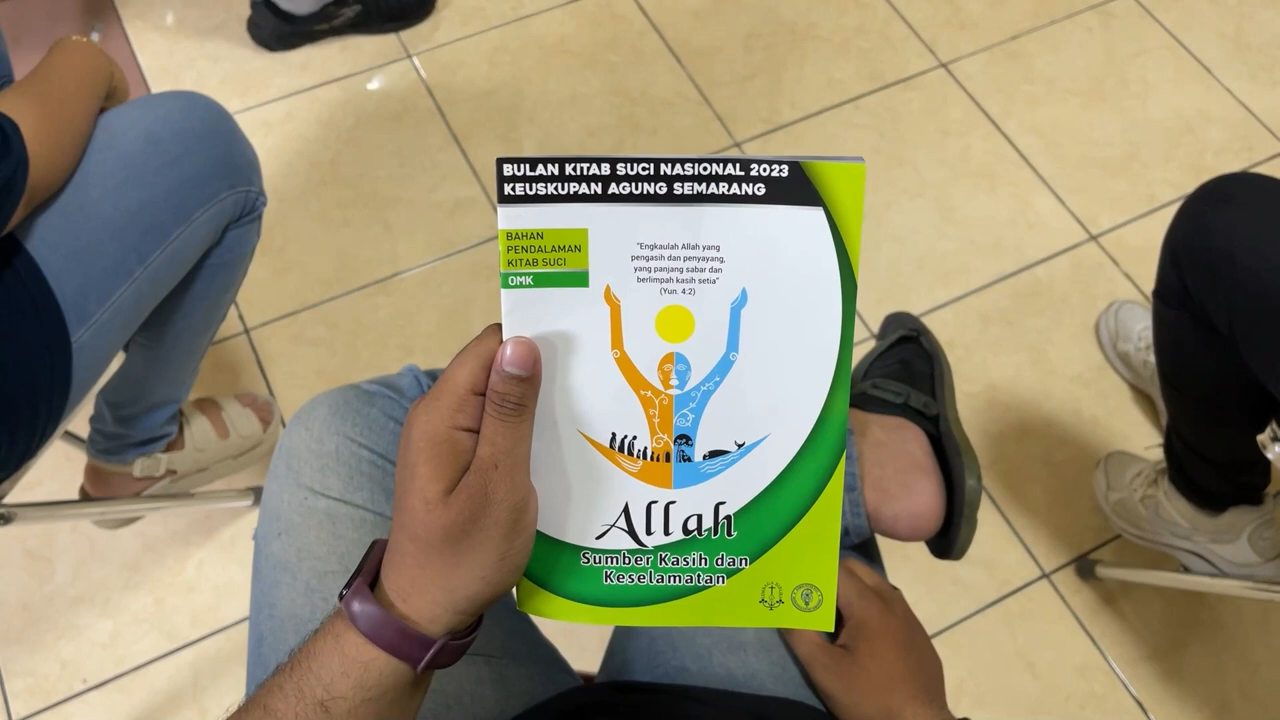 BULAN KITAB SUCI NASIONAL 2023
KEUSKUPAN AGUNG SEMARANG
BAHAN
PENDALAMAN
KITAB SUCI
OMK
"Engkaulah Allah yang
pengasih dan penyayang,
yang panjang sabar dan
berlimpah kasih setia"
(Yun. 4:2)
Allah
Sumber Kasih dan
Keselamatan